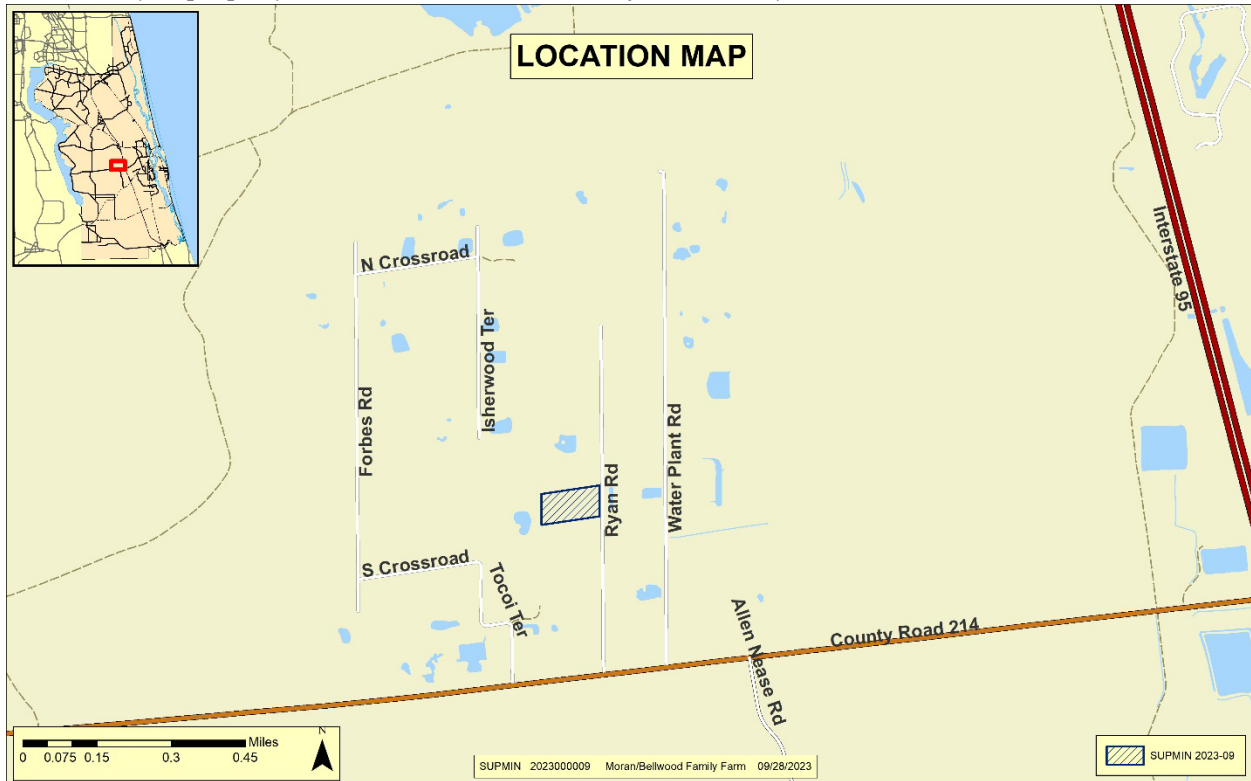 LOCATION MAP
Interstate 95
N Crossroad
Isherwood Ter
Forbes Rd
Ryan Rd
Water Plant Rd
S Crossroad
Tocoi Ter
Allen Nease Rd
County Road 214
Miles
0 0.075 0.15 0.3 0.45
N
SUPMIN 2023000009 Moran/Bellwood Family Farm 09/28/2023
SUPMIN 2023-09